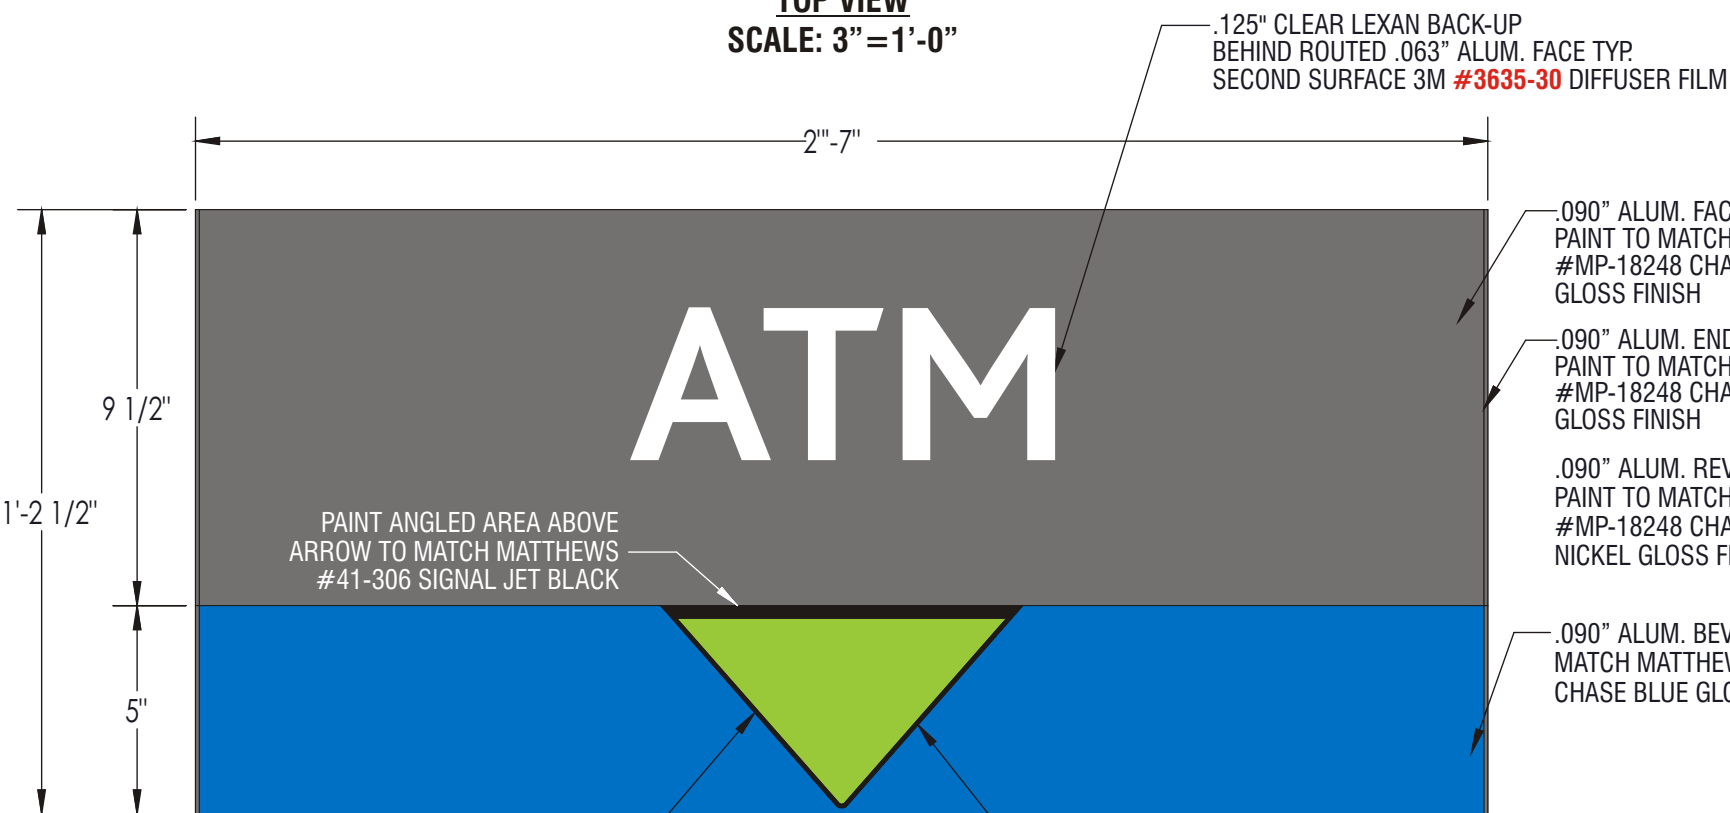 TOP VIEW
SCALE: 3”=1’-0”
.125" CLEAR LEXAN BACK-UP
BEHIND ROUTED .063” ALUM. FACE TYP.
SECOND SURFACE 3M #3635-30 DIFFUSER FILM
2'"-7"
.090” ALUM.
PAINT TO MATCH
#MP-18248
GLOSS FINISH
.090” ALUM.
PAINT TO MATCH
#MP-18248
GLOSS FINISH
.090” ALUM.
PAINT TO MATCH
#MP-18248
NICKEL GLOSS
.090” ALUM.
MATCH
CHASE BLUE
ATM
9 1/2"
1'-2 1/2"
5"
PAINT ANGLED AREA ABOVE
ARROW TO MATCH MATTHEWS
#41-306 SIGNAL JET BLACK